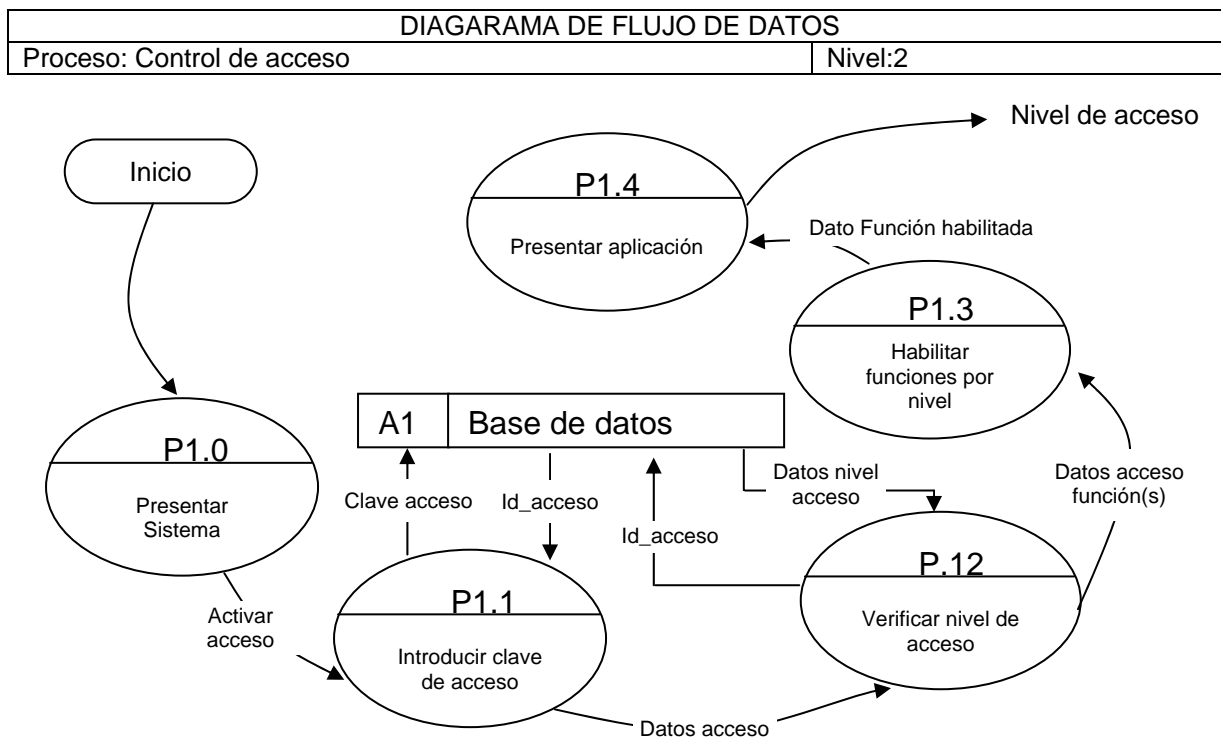 DIAGARAMA DE FLUJO DE DATOS
Proceso: Control de acceso
Nivel:2
Nivel de acceso
Inicio
P1.4
Presentar aplicación
Dato Función habilitada
P1.3
Habilitar
funciones por
nivel
A1
Base de datos
P1.0
Presentar
Sistema
Clave acceso
Id_acceso
Id_acceso
Datos nivel
acceso
Datos acceso
función(s)
P.12
Verificar nivel de
acceso
Activar
acceso
P1.1
Introducir clave
de acceso
Datos acceso